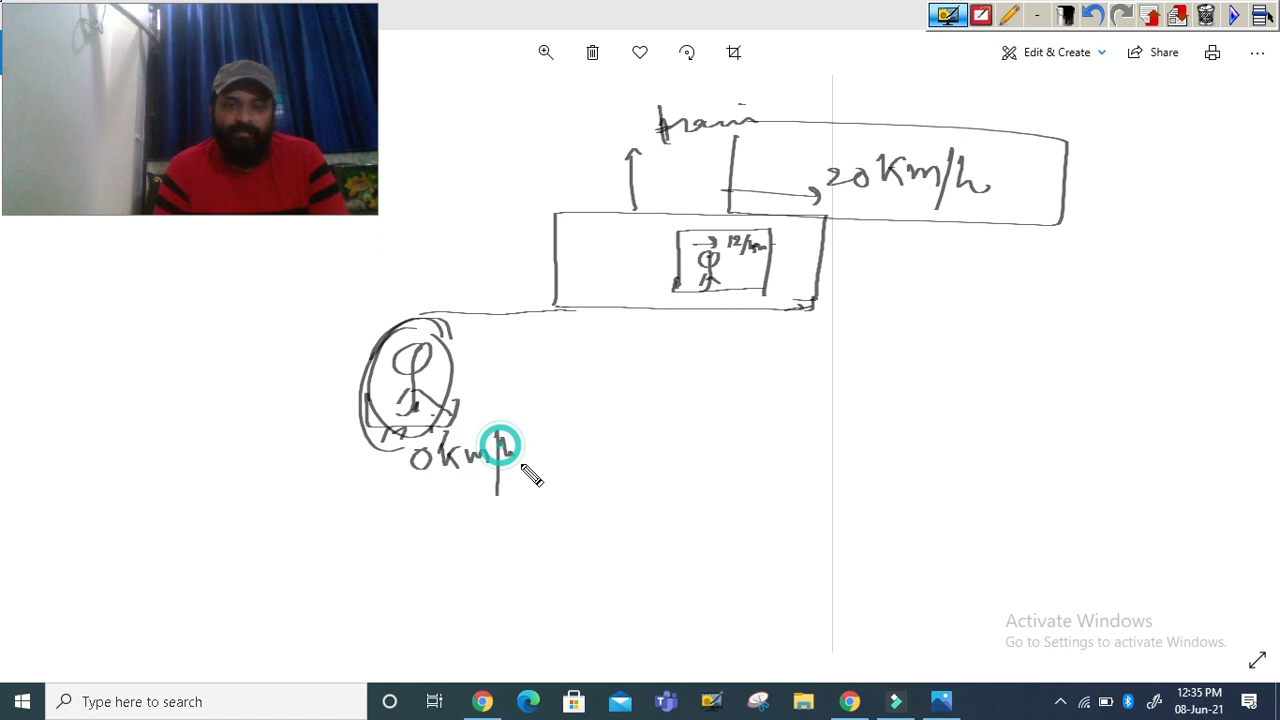 Edit & Create
Share
train
20 Km/h
12/hm
0 Km/h
Activate Windows
Go to Settings to activate Windows.
Type here to search
12:35 PM
08-Jun-21